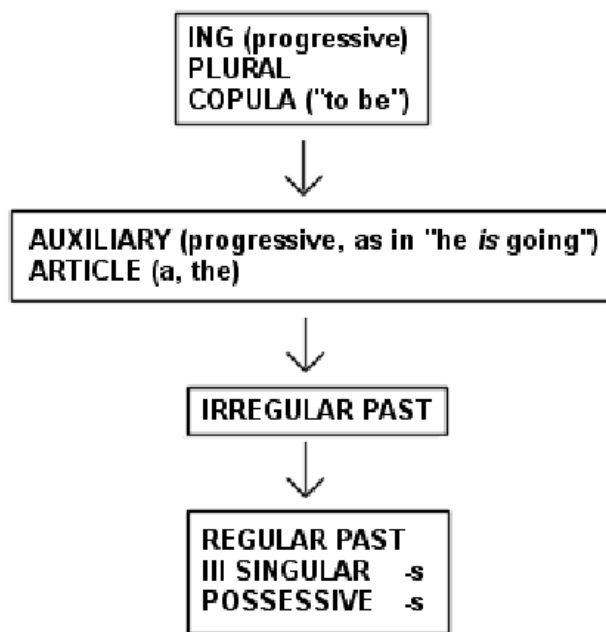 ING (progressive)
PLURAL
COPULA ("to be")
AUXILIARY (progressive, as in "he is going")
ARTICLE (a, the)
IRREGULAR PAST
REGULAR PAST
III SINGULAR -s
POSSESSIVE -s